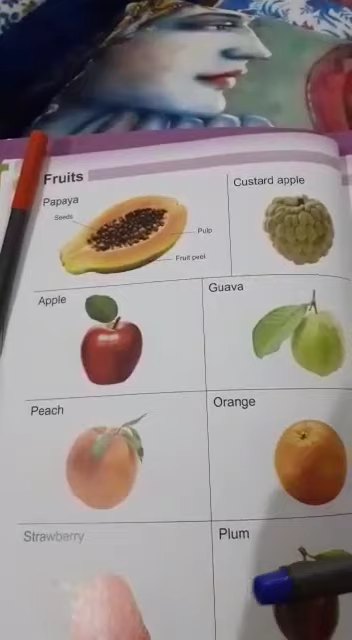 Fruits
Papaya
Seeds
Pulp
Fruit peel
Custard apple
Apple
Guava
Peach
Orange
Strawberry
Plum